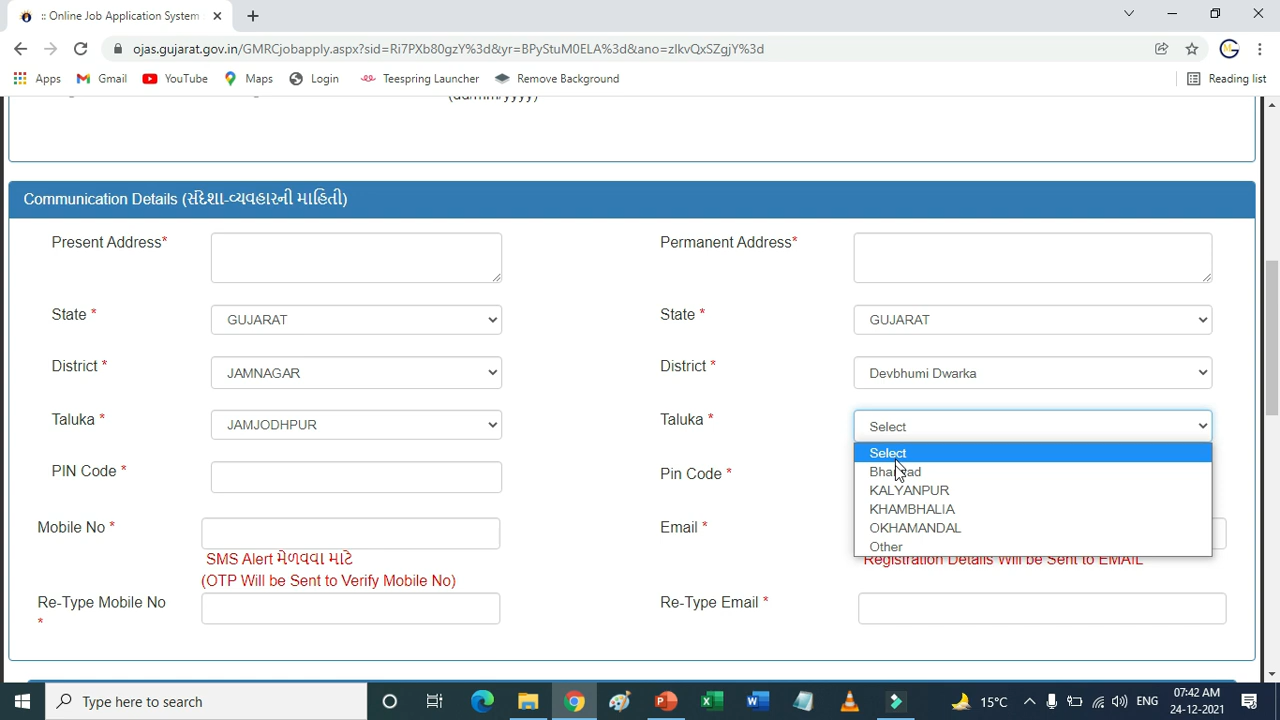 :: Online Job Application System
ojas.gujarat.gov.in/GMRCjobapply.aspx?sid=Ri7PXb80gzY%3d&yr=BPyStuM0ELA%3d&ano=zlkvQxSZgjY%3d
Apps Gmail YouTube Maps Login Teespring Launcher Remove Background Reading list
(dd/mm/yyyy)
Communication Details (સંદેશા-વ્યવહારની માહિતી)
Present Address* Permanent Address*
State * GUJARAT State * GUJARAT
District * JAMNAGAR District * Devbhumi Dwarka
Taluka * JAMJODHPUR Taluka * Select
Select
PIN Code * Pin Code *
KALYANPUR
KHAMBHALIA
Mobile No * Email * OKHAMANDAL
Other
SMS Alert મેળવવા માટે Registration Details Will be Sent to EMAIL
(OTP Will be Sent to Verify Mobile No)
Re-Type Mobile No * Re-Type Email *
Type here to search 15°C ENG 07:42 AM
24-12-2021